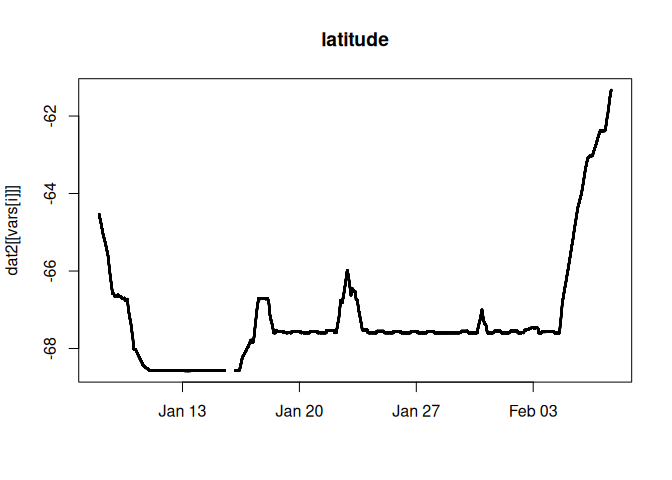 latitude
dat2[[vars[i]]]
-62
-64
-66
-68
Jan 13
Jan 20
Jan 27
Feb 03